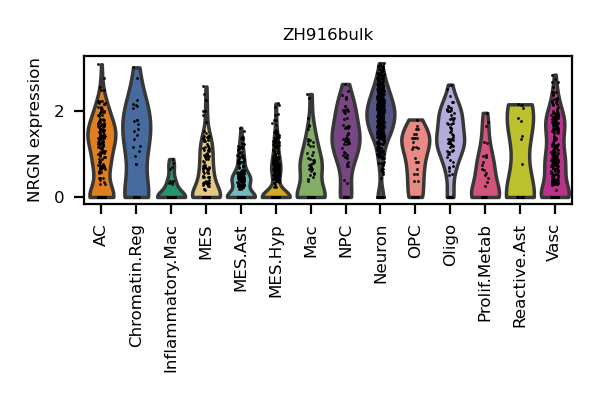 ZH916bulk
NRGN expression
2
0
AC
Chromatin.Reg
Inflammatory.Mac
MES
MES.Ast
MES.Hyp
Mac
NPC
Neuron
OPC
Oligo
Prolif.Metab
Reactive.Ast
Vasc